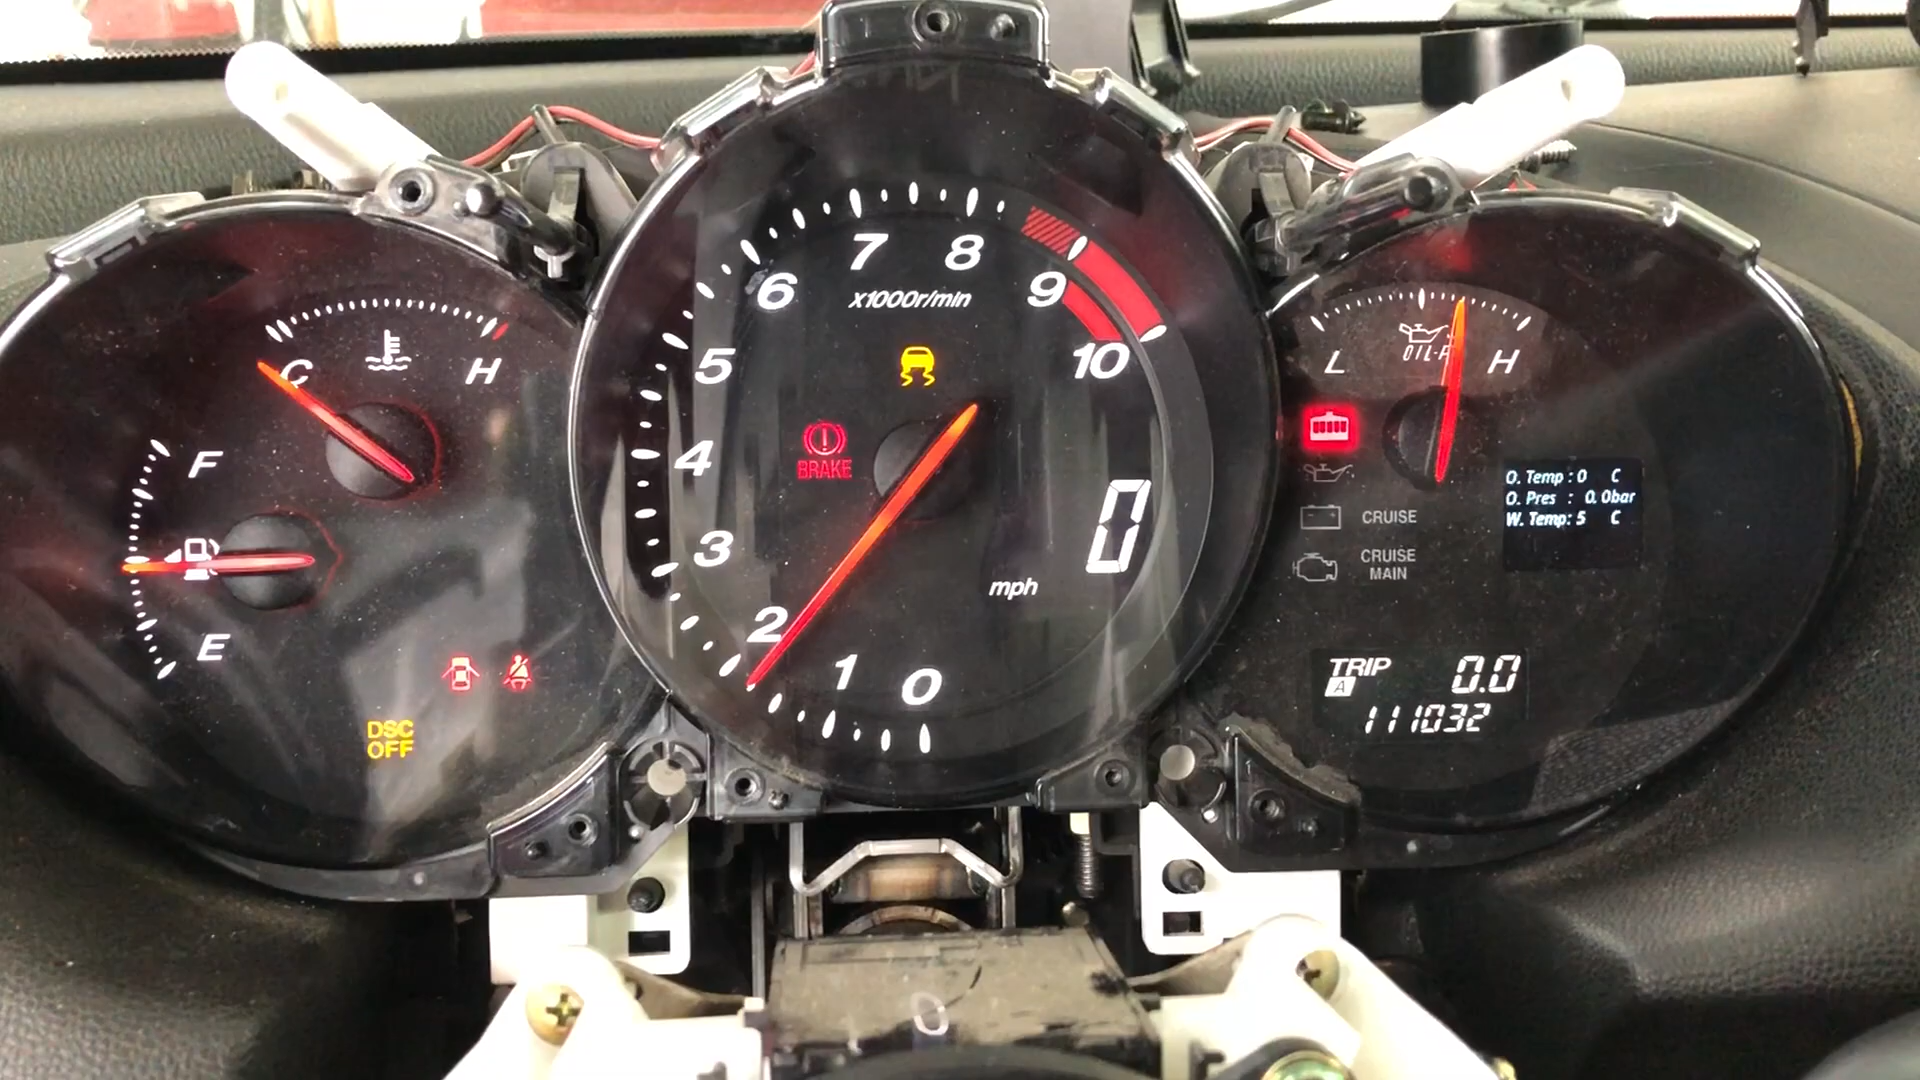 7 8
6 x1000r/min 9
5 10
4
3
2
1 0
BRAKE
0
mph
C H
F
E
DSC
OFF
L OIL-P H
O. Temp : 0 C
O. Pres : 0.0bar
W. Temp: 5 C
CRUISE
CRUISE
MAIN
TRIP 0.0
A
111032
0